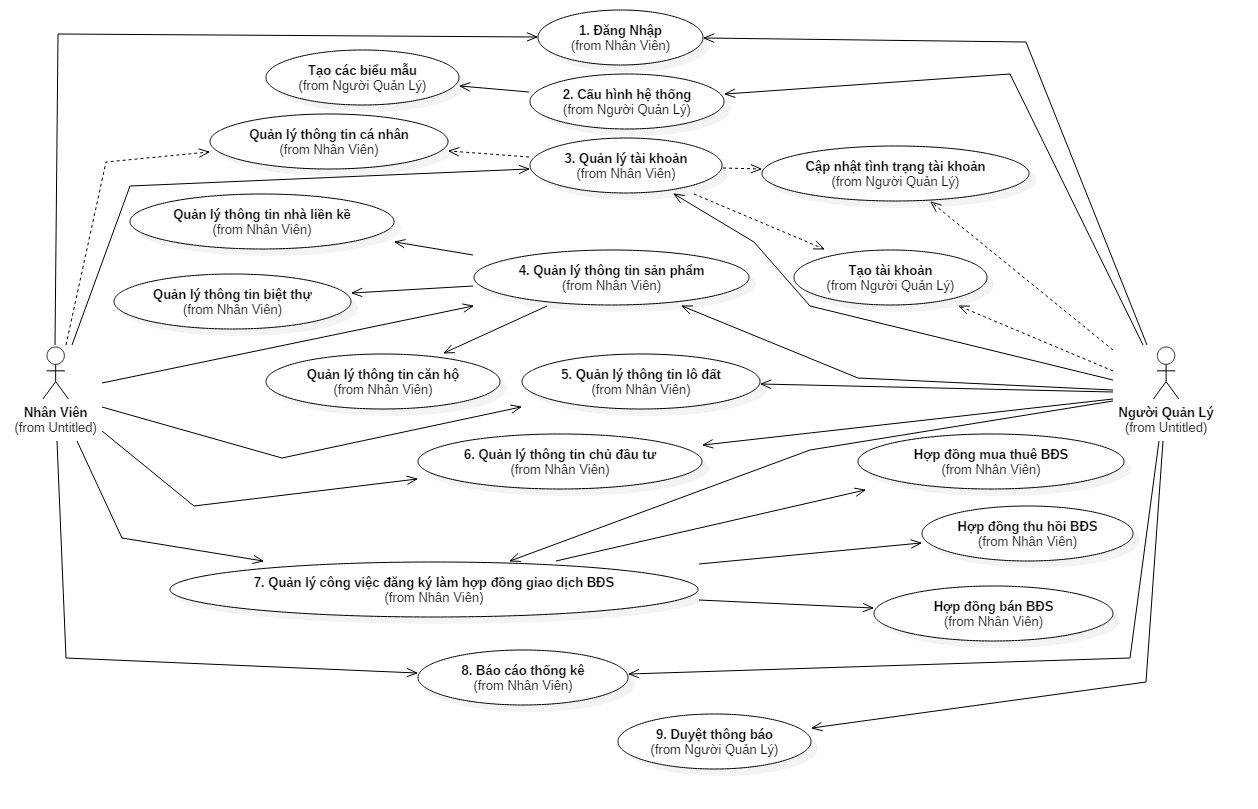 1. Đăng Nhập
(from Nhân Viên)
Tạo các biểu mẫu
(from Người Quản Lý)
2. Cấu hình hệ thống
(from Người Quản Lý)
Quản lý thông tin cá nhân
(from Nhân Viên)
3. Quản lý tài khoản
(from Nhân Viên)
Cập nhật tình trạng tài khoản
(from Người Quản Lý)
Quản lý thông tin nhà liền kề
(from Nhân Viên)
4. Quản lý thông tin sản phẩm
(from Nhân Viên)
Tạo tài khoản
(from Người Quản Lý)
Quản lý thông tin biệt thự
(from Nhân Viên)
Quản lý thông tin căn hộ
(from Nhân Viên)
5. Quản lý thông tin lô đất
(from Nhân Viên)
Nhân Viên
(from Untitled)
Người Quản Lý
(from Untitled)
6. Quản lý thông tin chủ đầu tư
(from Nhân Viên)
Hợp đồng mua thuê BĐS
(from Nhân Viên)
Hợp đồng thu hồi BĐS
(from Nhân Viên)
7. Quản lý công việc đăng ký làm hợp đồng giao dịch BĐS
(from Nhân Viên)
Hợp đồng bán BĐS
(from Nhân Viên)
8. Báo cáo thống kê
(from Nhân Viên)
9. Duyệt thông báo
(from Người Quản Lý)